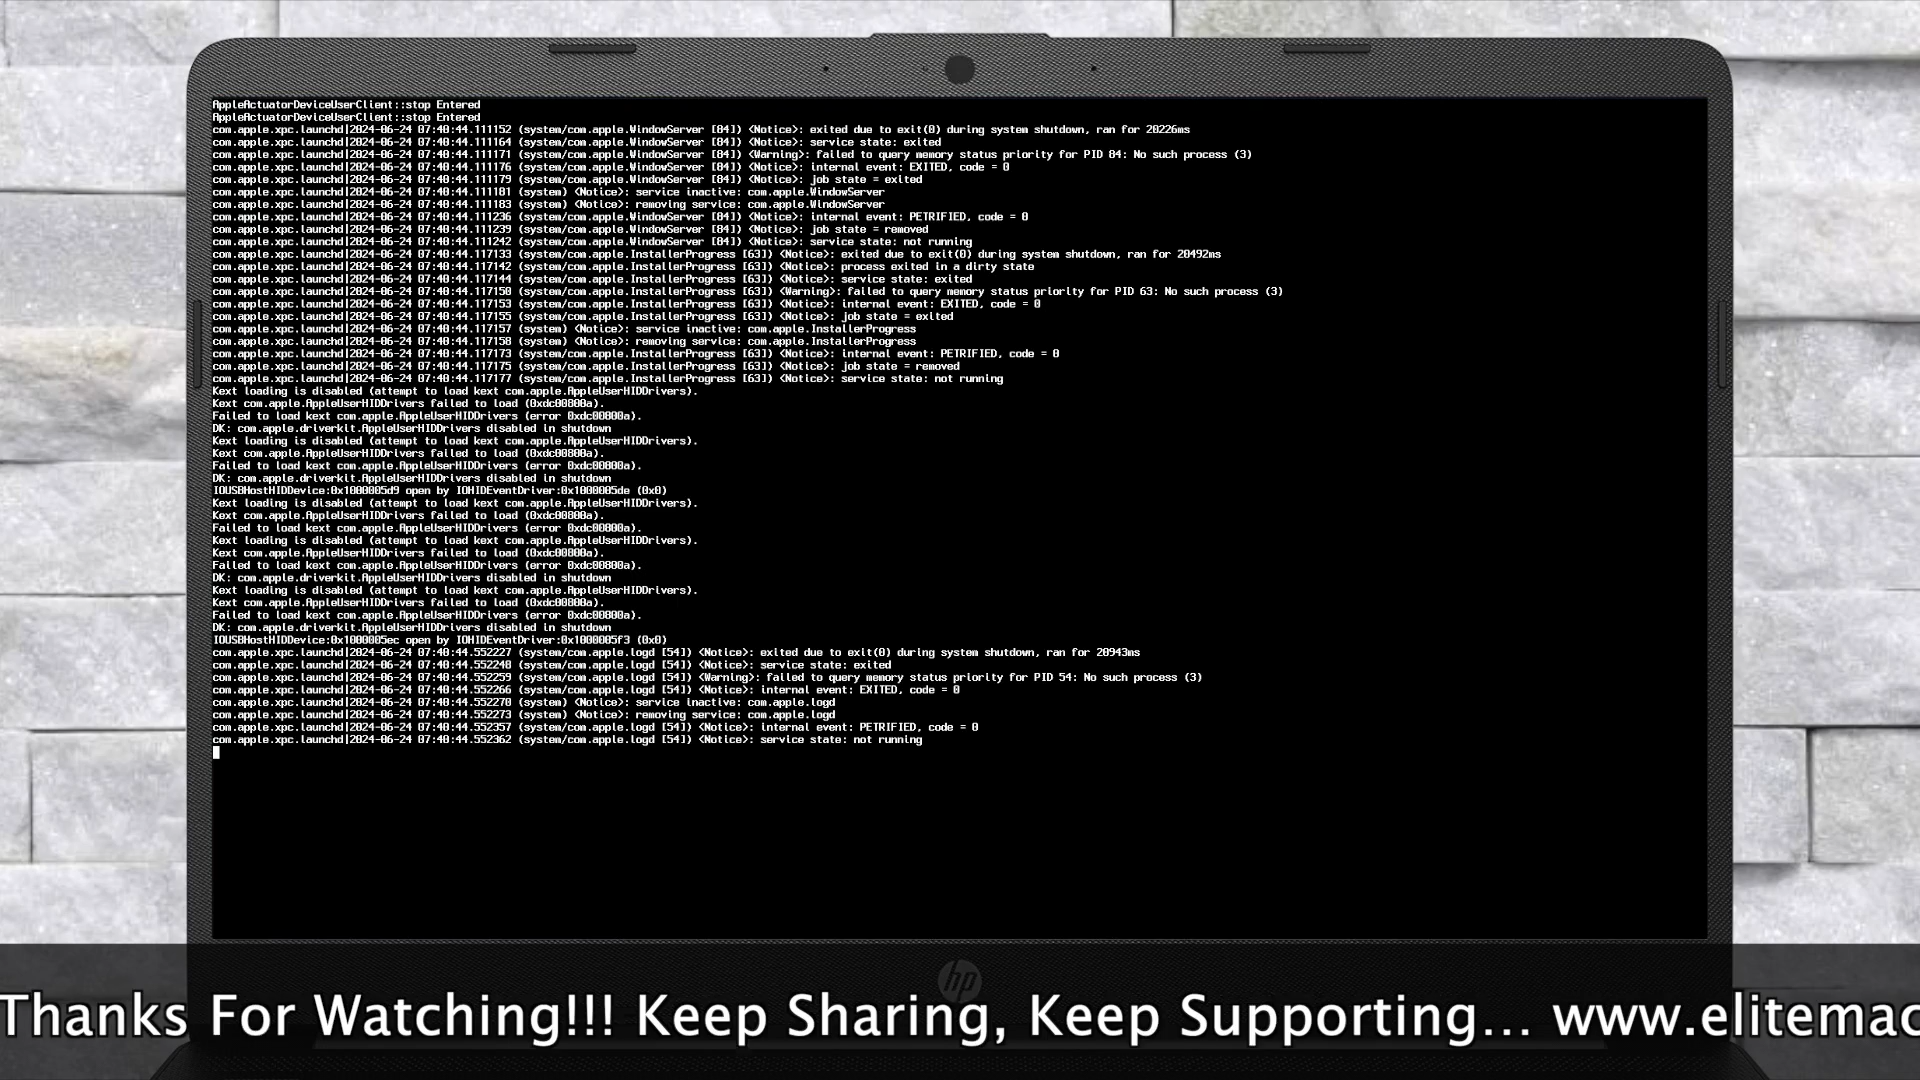 AppleActuatorDeviceUserClient::stop Entered
AppleActuatorDeviceUserClient::stop Entered
com.apple.xpc.launchd|2024-06-24 07:40:44.111152 (system/com.apple.WindowServer [84]) <Notice>: exited due to exit(0) during system shutdown, ran for 20226ms
com.apple.xpc.launchd|2024-06-24 07:40:44.111164 (system/com.apple.WindowServer [84]) <Notice>: service state: exited
com.apple.xpc.launchd|2024-06-24 07:40:44.111171 (system/com.apple.WindowServer [84]) <Warning>: failed to query memory status priority for PID 84: No such process (3)
com.apple.xpc.launchd|2024-06-24 07:40:44.111176 (system/com.apple.WindowServer [84]) <Notice>: internal event: EXITED, code = 0
com.apple.xpc.launchd|2024-06-24 07:40:44.111179 (system/com.apple.WindowServer [84]) <Notice>: job state = exited
com.apple.xpc.launchd|2024-06-24 07:40:44.111181 (system) <Notice>: service inactive: com.apple.WindowServer
com.apple.xpc.launchd|2024-06-24 07:40:44.111183 (system) <Notice>: removing service: com.apple.WindowServer
com.apple.xpc.launchd|2024-06-24 07:40:44.111236 (system/com.apple.WindowServer [84]) <Notice>: internal event: PETRIFIED, code = 0
com.apple.xpc.launchd|2024-06-24 07:40:44.111239 (system/com.apple.WindowServer [84]) <Notice>: job state = removed
com.apple.xpc.launchd|2024-06-24 07:40:44.111242 (system/com.apple.WindowServer [84]) <Notice>: service state: not running
com.apple.xpc.launchd|2024-06-24 07:40:44.117133 (system/com.apple.InstallerProgress [63]) <Notice>: exited due to exit(0) during system shutdown, ran for 20492ms
com.apple.xpc.launchd|2024-06-24 07:40:44.117142 (system/com.apple.InstallerProgress [63]) <Notice>: process exited in a dirty state
com.apple.xpc.launchd|2024-06-24 07:40:44.117144 (system/com.apple.InstallerProgress [63]) <Notice>: service state: exited
com.apple.xpc.launchd|2024-06-24 07:40:44.117150 (system/com.apple.InstallerProgress [63]) <Warning>: failed to query memory status priority for PID 63: No such process (3)
com.apple.xpc.launchd|2024-06-24 07:40:44.117153 (system/com.apple.InstallerProgress [63]) <Notice>: internal event: EXITED, code = 0
com.apple.xpc.launchd|2024-06-24 07:40:44.117155 (system/com.apple.InstallerProgress [63]) <Notice>: job state = exited
com.apple.xpc.launchd|2024-06-24 07:40:44.117157 (system) <Notice>: service inactive: com.apple.InstallerProgress
com.apple.xpc.launchd|2024-06-24 07:40:44.117158 (system) <Notice>: removing service: com.apple.InstallerProgress
com.apple.xpc.launchd|2024-06-24 07:40:44.117173 (system/com.apple.InstallerProgress [63]) <Notice>: internal event: PETRIFIED, code = 0
com.apple.xpc.launchd|2024-06-24 07:40:44.117175 (system/com.apple.InstallerProgress [63]) <Notice>: job state = removed
com.apple.xpc.launchd|2024-06-24 07:40:44.117177 (system/com.apple.InstallerProgress [63]) <Notice>: service state: not running
Kext loading is disabled (attempt to load kext com.apple.AppleUserHIDDrivers).
Kext com.apple.AppleUserHIDDrivers failed to load (0xdc00800a).
Failed to load kext com.apple.AppleUserHIDDrivers (error 0xdc00800a).
DK: com.apple.driverkit.AppleUserHIDDrivers disabled in shutdown
Kext loading is disabled (attempt to load kext com.apple.AppleUserHIDDrivers).
Kext com.apple.AppleUserHIDDrivers failed to load (0xdc00800a).
Failed to load kext com.apple.AppleUserHIDDrivers (error 0xdc00800a).
DK: com.apple.driverkit.AppleUserHIDDrivers disabled in shutdown
IOUSBHostHIDDevice:0x1000005d9 open by IOHIDEventDriver:0x1000005de (0x0)
Kext loading is disabled (attempt to load kext com.apple.AppleUserHIDDrivers).
Kext com.apple.AppleUserHIDDrivers failed to load (0xdc00800a).
Failed to load kext com.apple.AppleUserHIDDrivers (error 0xdc00800a).
Kext loading is disabled (attempt to load kext com.apple.AppleUserHIDDrivers).
Kext com.apple.AppleUserHIDDrivers failed to load (0xdc00800a).
Failed to load kext com.apple.AppleUserHIDDrivers (error 0xdc00800a).
DK: com.apple.driverkit.AppleUserHIDDrivers disabled in shutdown
Kext loading is disabled (attempt to load kext com.apple.AppleUserHIDDrivers).
Kext com.apple.AppleUserHIDDrivers failed to load (0xdc00800a).
Failed to load kext com.apple.AppleUserHIDDrivers (error 0xdc00800a).
DK: com.apple.driverkit.AppleUserHIDDrivers disabled in shutdown
IOUSBHostHIDDevice:0x1000005ec open by IOHIDEventDriver:0x1000005f3 (0x0)
com.apple.xpc.launchd|2024-06-24 07:40:44.552227 (system/com.apple.logd [54]) <Notice>: exited due to exit(0) during system shutdown, ran for 20943ms
com.apple.xpc.launchd|2024-06-24 07:40:44.552248 (system/com.apple.logd [54]) <Notice>: service state: exited
com.apple.xpc.launchd|2024-06-24 07:40:44.552259 (system/com.apple.logd [54]) <Warning>: failed to query memory status priority for PID 54: No such process (3)
com.apple.xpc.launchd|2024-06-24 07:40:44.552266 (system/com.apple.logd [54]) <Notice>: internal event: EXITED, code = 0
com.apple.xpc.launchd|2024-06-24 07:40:44.552270 (system) <Notice>: service inactive: com.apple.logd
com.apple.xpc.launchd|2024-06-24 07:40:44.552273 (system) <Notice>: removing service: com.apple.logd
com.apple.xpc.launchd|2024-06-24 07:40:44.552357 (system/com.apple.logd [54]) <Notice>: internal event: PETRIFIED, code = 0
com.apple.xpc.launchd|2024-06-24 07:40:44.552362 (system/com.apple.logd [54]) <Notice>: service state: not running
hp
Thanks For Watching!!! Keep Sharing, Keep Supporting... www.elitemac